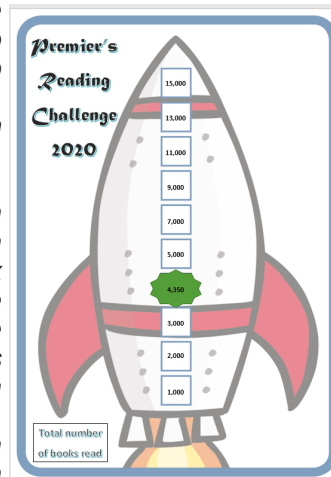 Premier's
Reading
Challenge
2020
15,000
13,000
11,000
9,000
7,000
5,000
4,350
3,000
2,000
1,000
Total number
of books read